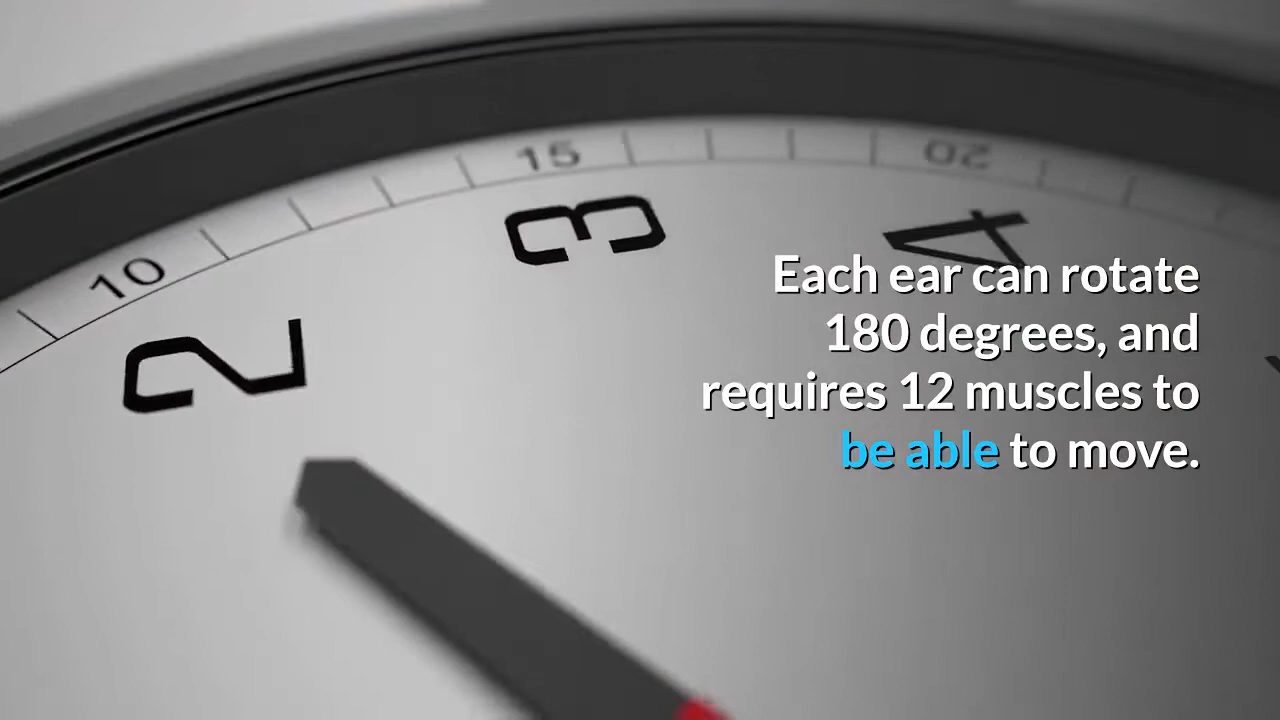 10
15
20
2
3
4
Each ear can rotate
180 degrees, and
requires 12 muscles to
be able to move.